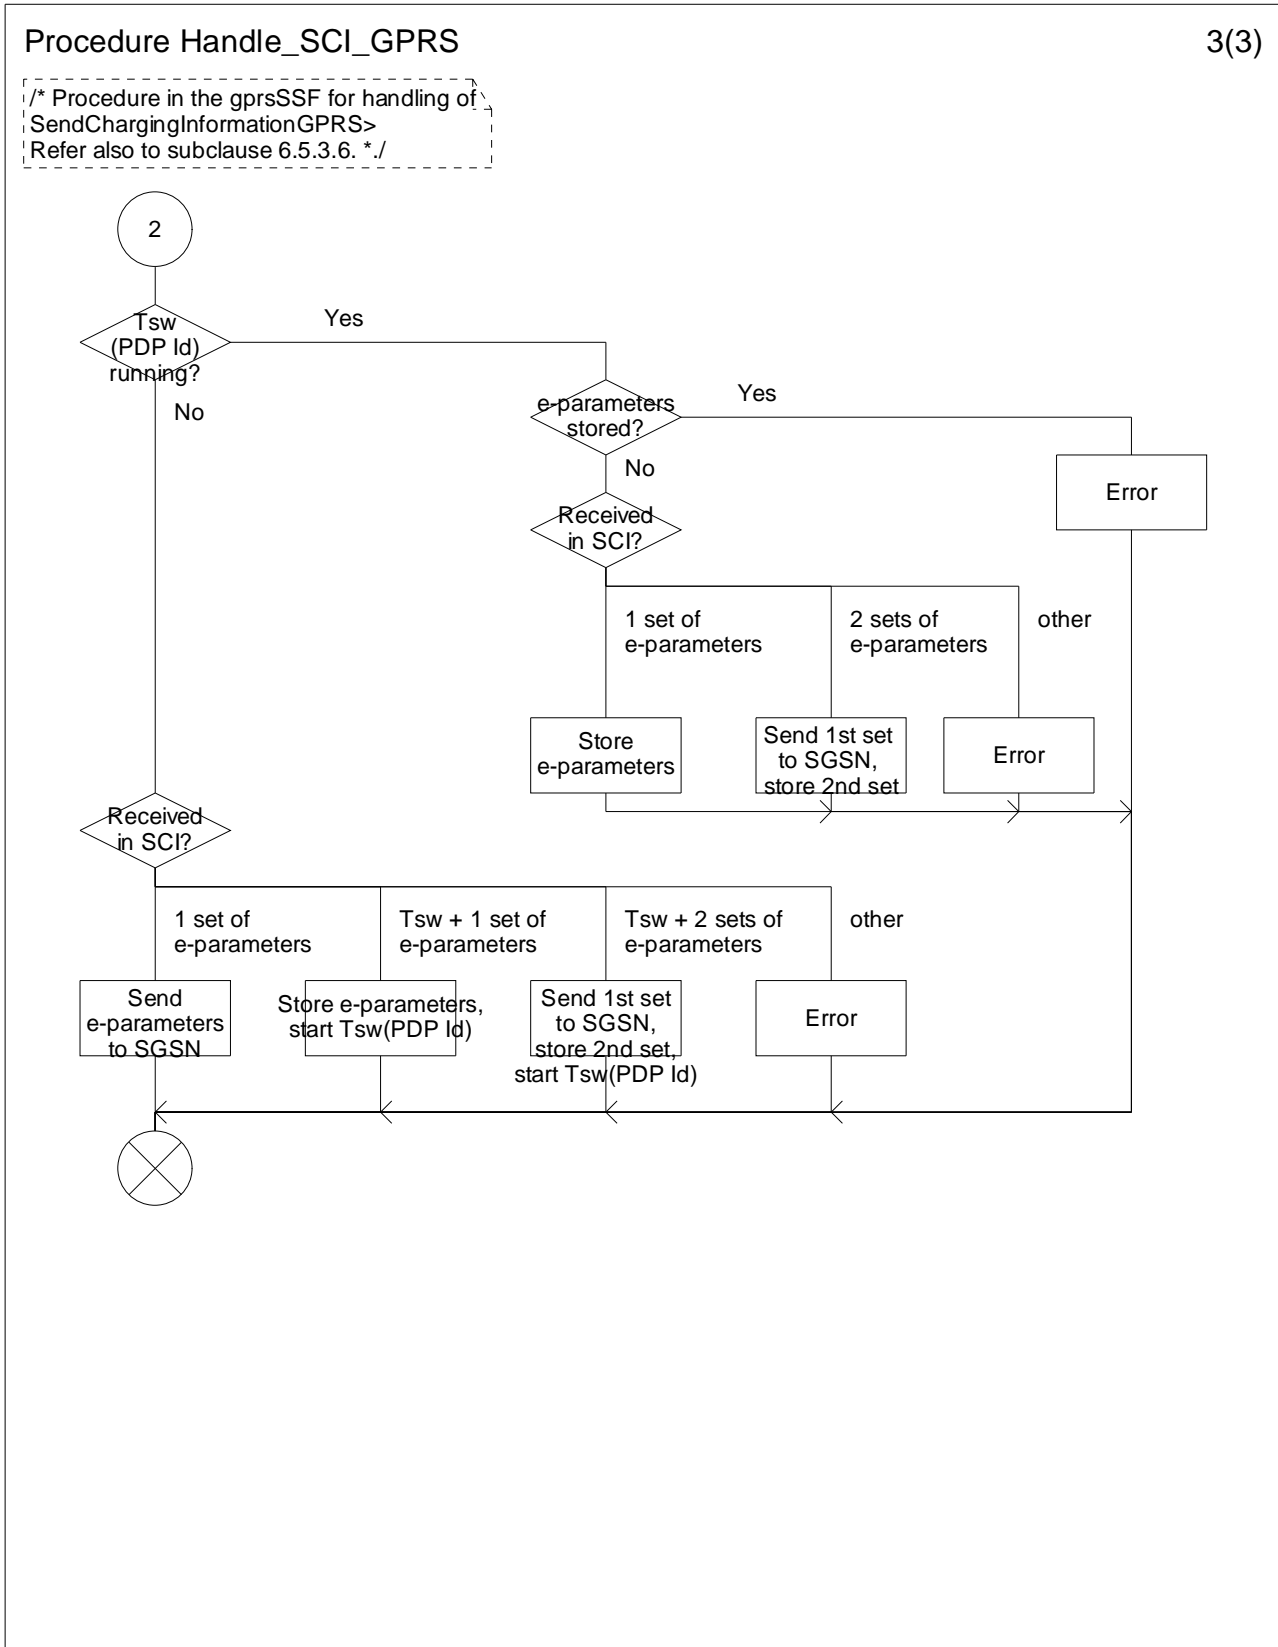 Procedure Handle_SCI_GPRS
3(3)
/* Procedure in the gprsSSF for handling of
SendChargingInformationGPRS>
Refer also to subclause 6.5.3.6. *./
2
Tsw
(PDP Id)
running?
Yes
No
e-parameters
stored?
Yes
No
Error
Received
in SCI?
1 set of
e-parameters
2 sets of
e-parameters
other
Store
e-parameters
Send 1st set
to SGSN,
store 2nd set
Error
Received
in SCI?
1 set of
e-parameters
Tsw + 1 set of
e-parameters
Tsw + 2 sets of
e-parameters
other
Send
e-parameters
to SGSN
Store e-parameters,
start Tsw(PDP Id)
Send 1st set
to SGSN,
store 2nd set,
start Tsw(PDP Id)
Error